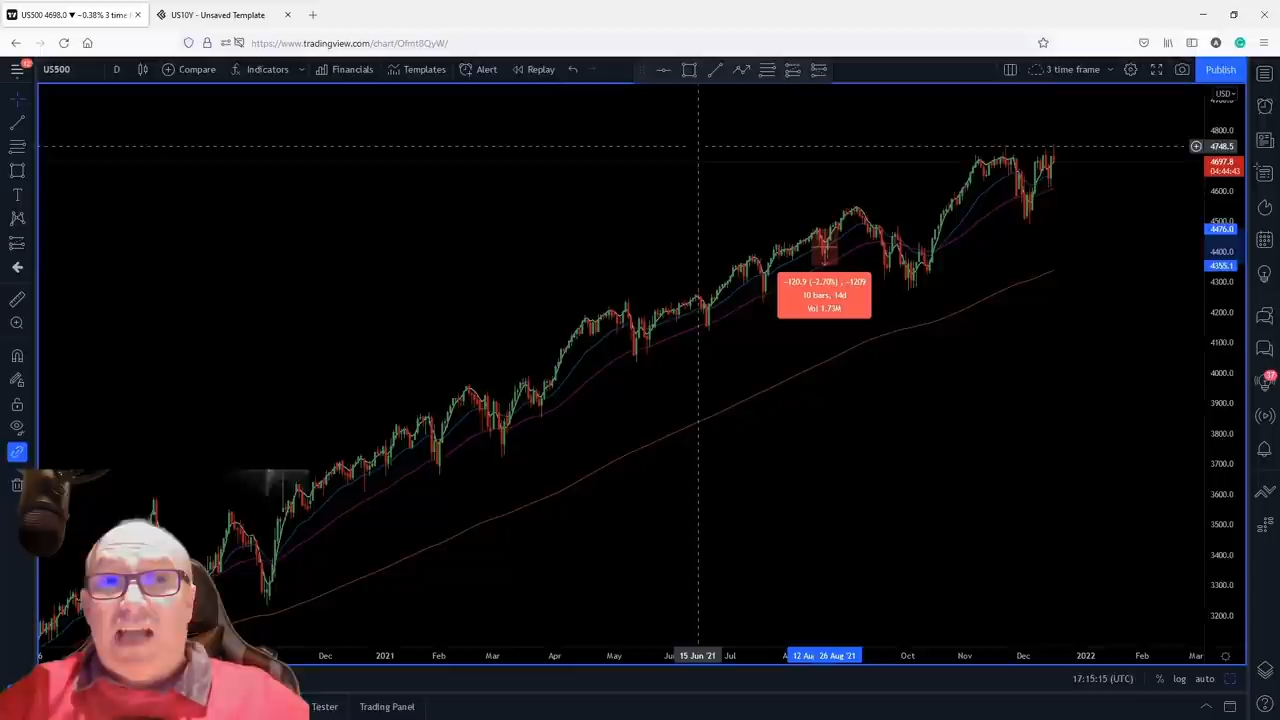 US500 4698.0 ▼ −0.38% 3 time f
US10Y - Unsaved Template
https://www.tradingview.com/chart/Ofmt8QyW/
12
US500
D
Compare
Indicators
Financials
Templates
Alert
Replay
3 time frame
Publish
USD
4800.0
4748.5
4697.8
04:44:43
4600.0
4500.0
4476.0
4400.0
4355.1
4300.0
4200.0
4100.0
4000.0
3900.0
3800.0
3700.0
3600.0
3500.0
3400.0
3300.0
3200.0
−120.9 (−2.70%) , −1209
10 bars, 14d
Vol 1.73M
37
6
Dec
2021
Feb
Mar
Apr
May
15 Jun '21
Jul
12 Aug
26 Aug '21
Oct
Nov
Dec
2022
Feb
Mar
17:15:15 (UTC)
%
log
auto
Tester
Trading Panel